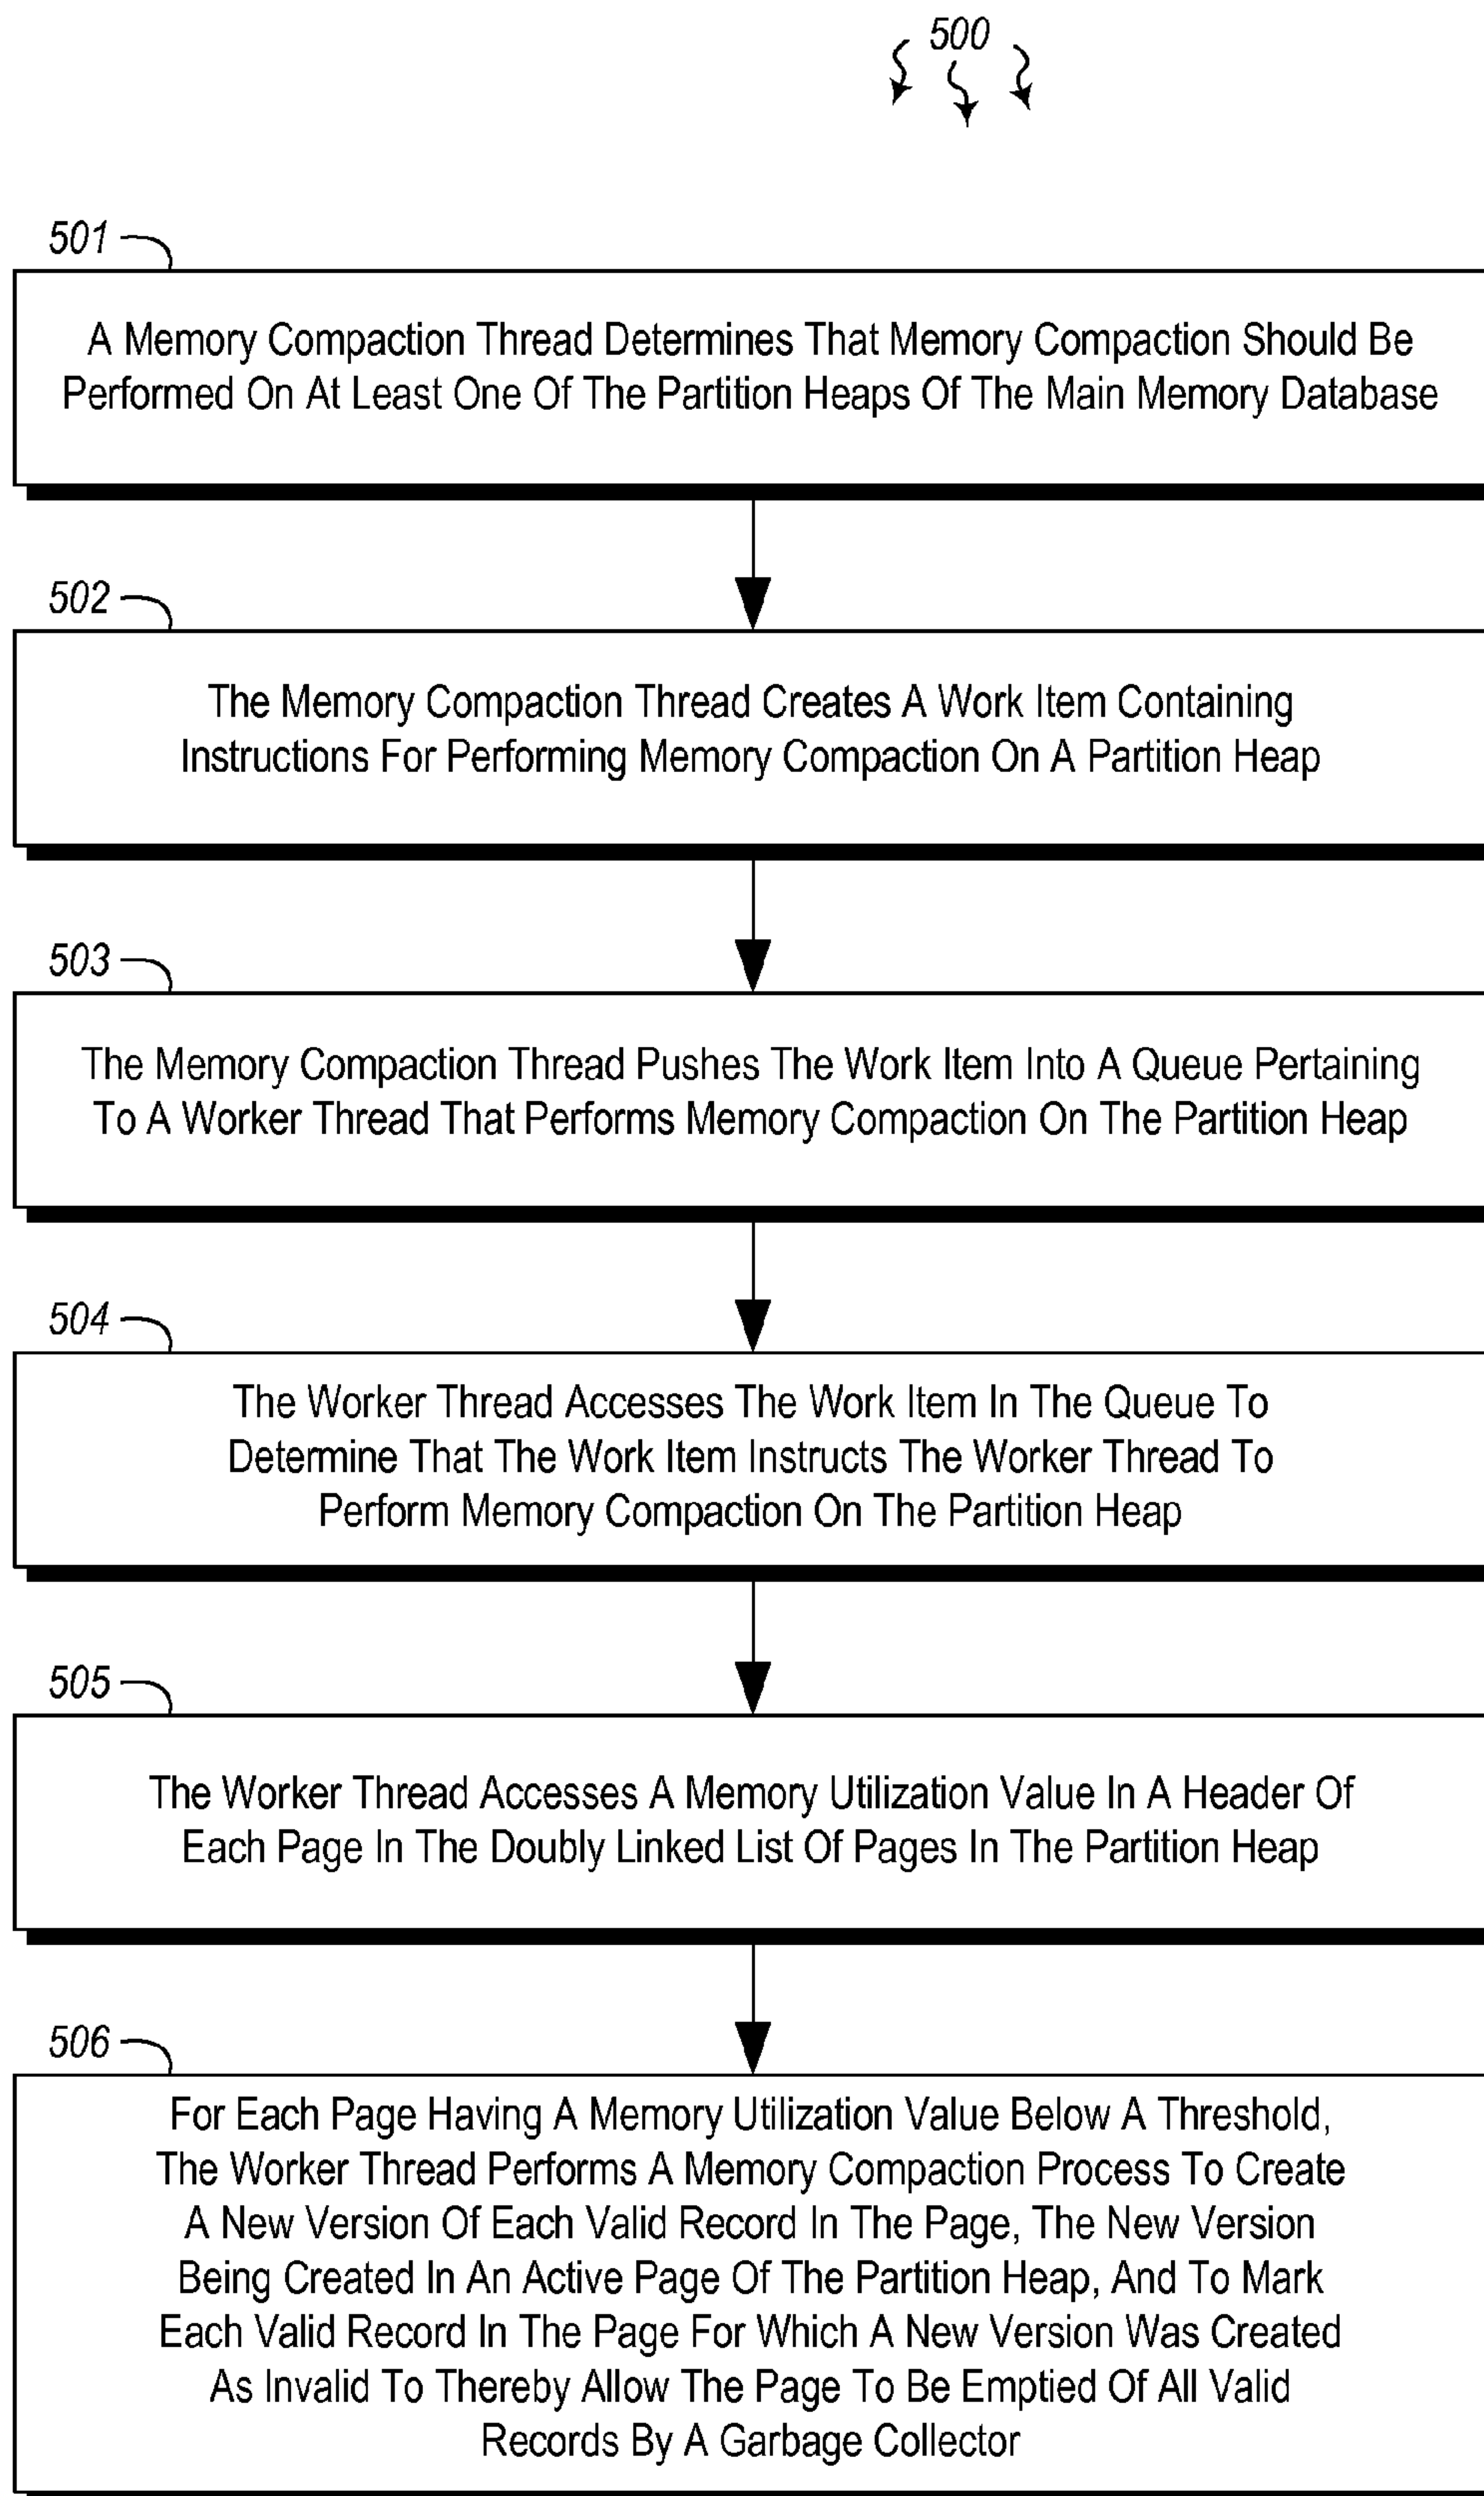 500
501
A Memory Compaction Thread Determines That Memory Compaction Should Be
Performed On At Least One Of The Partition Heaps Of The Main Memory Database
502
The Memory Compaction Thread Creates A Work Item Containing
Instructions For Performing Memory Compaction On A Partition Heap
503
The Memory Compaction Thread Pushes The Work Item Into A Queue Pertaining
To A Worker Thread That Performs Memory Compaction On The Partition Heap
504
The Worker Thread Accesses The Work Item In The Queue To
Determine That The Work Item Instructs The Worker Thread To
Perform Memory Compaction On The Partition Heap
505
The Worker Thread Accesses A Memory Utilization Value In A Header Of
Each Page In The Doubly Linked List Of Pages In The Partition Heap
506
For Each Page Having A Memory Utilization Value Below A Threshold,
The Worker Thread Performs A Memory Compaction Process To Create
A New Version Of Each Valid Record In The Page, The New Version
Being Created In An Active Page Of The Partition Heap, And To Mark
Each Valid Record In The Page For Which A New Version Was Created
As Invalid To Thereby Allow The Page To Be Emptied Of All Valid
Records By A Garbage Collector